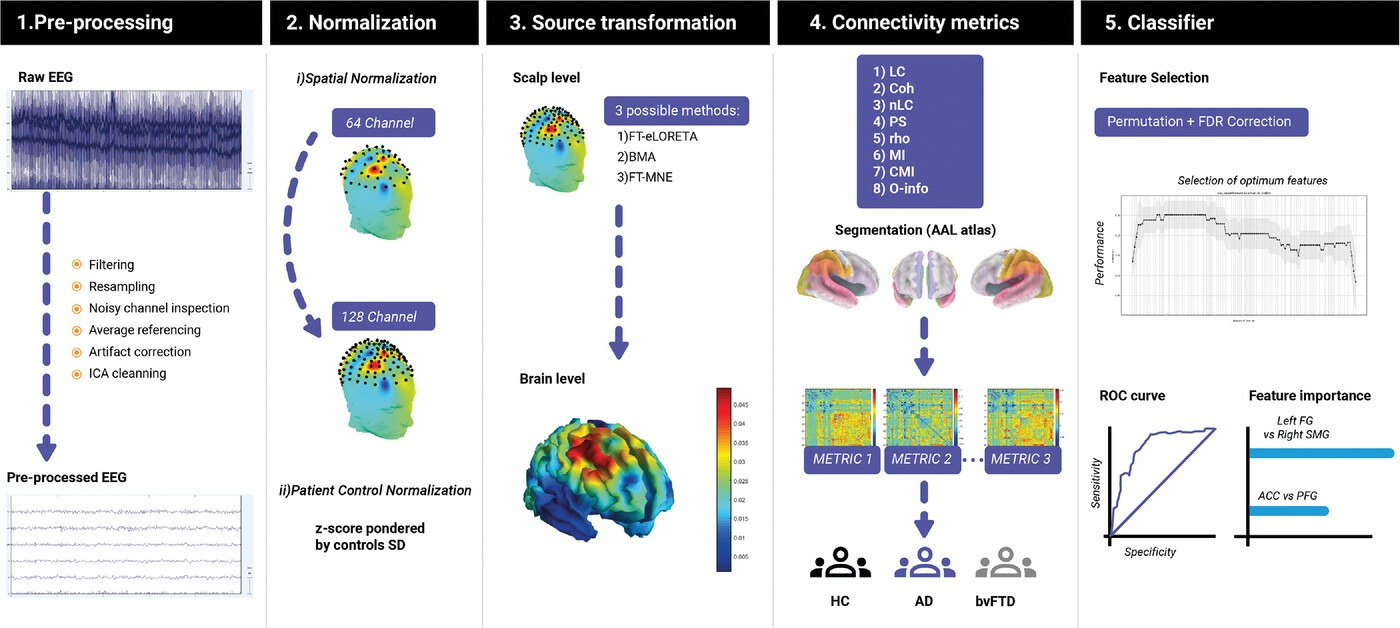 1.Pre-processing
Raw EEG
Filtering
Resampling
Noisy channel inspection
Average referencing
Artifact correction
ICA cleanning
Pre-processed EEG
2. Normalization
i)Spatial Normalization
64 Channel
128 Channel
ii)Patient Control Normalization
z-score pondered
by controls SD
3. Source transformation
Scalp level
3 possible methods:
1)FT-eLORETA
2)BMA
3)FT-MNE
Brain level
0.045
0.04
0.035
0.03
0.025
0.02
0.015
0.01
0.005
4. Connectivity metrics
1) LC
2) Coh
3) nLC
4) PS
5) rho
6) MI
7) CMI
8) O-info
Segmentation (AAL atlas)
METRIC 1
METRIC 2
METRIC 3
HC
AD
bvFTD
5. Classifier
Feature Selection
Permutation + FDR Correction
Selection of optimum features
Performance
ROC curve
Sensitivity
Specificity
Feature importance
Left FG
vs Right SMG
ACC vs PFG